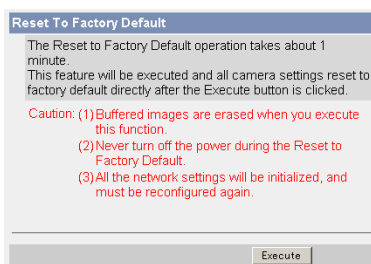 Reset To Factory Default
The Reset to Factory Default operation takes about 1
minute.
This feature will be executed and all camera settings reset to
factory default directly after the Execute button is clicked.
Caution: (1) Buffered images are erased when you execute
this function.
(2) Never turn off the power during the Reset to
Factory Default.
(3) All the network settings will be initialized, and
must be reconfigured again.
Execute